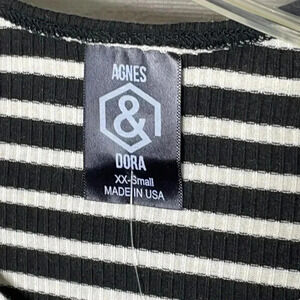 AGNES
&
DORA
XX-Small
MADE IN USA